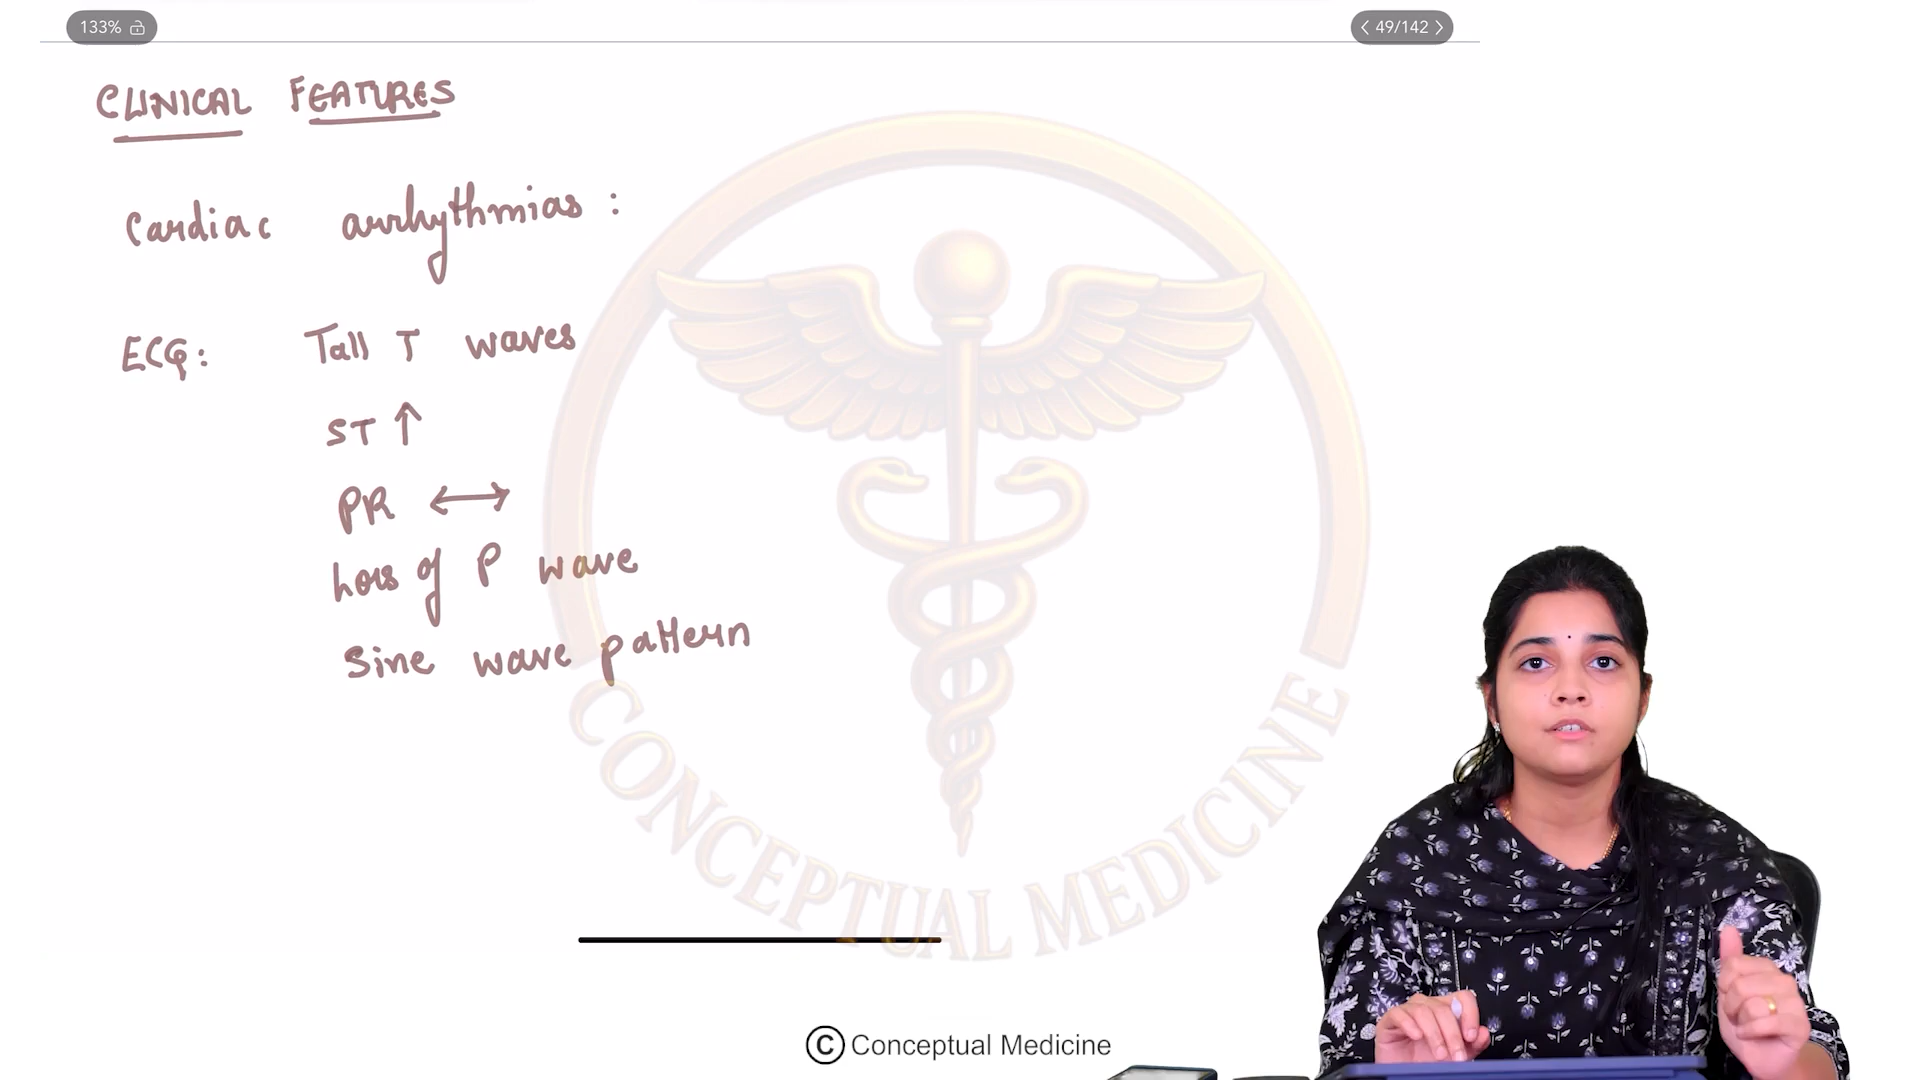 133%
49/142
CLINICAL FEATURES
Cardiac arrhythmias :
ECG : Tall T waves
ST ↑
PR ↔
Loss of P wave
Sine wave pattern
CONCEPTUAL MEDICINE
© Conceptual Medicine